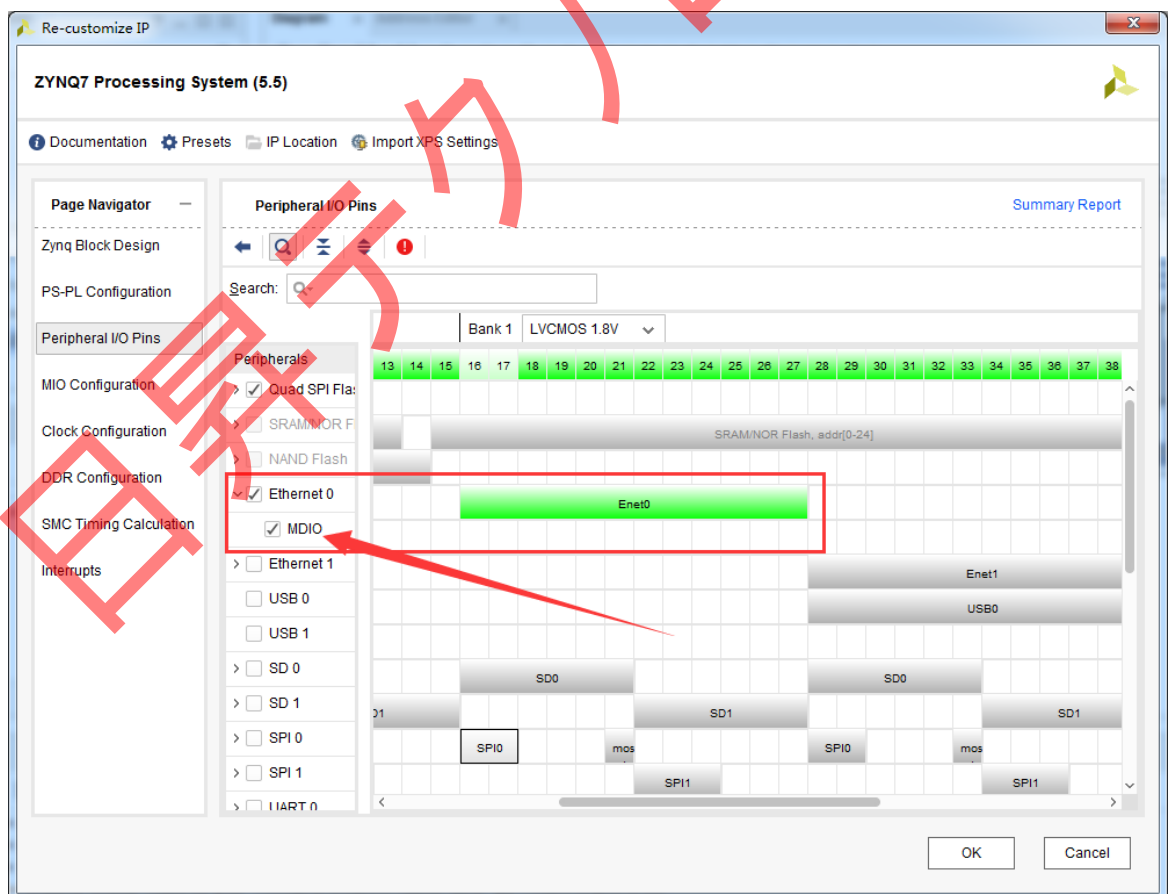 Re-customize IP
ZYNQ7 Processing System (5.5)
Documentation Presets IP Location Import XPS Settings
Page Navigator
Zynq Block Design
PS-PL Configuration
Peripheral I/O Pins
MIO Configuration
Clock Configuration
DDR Configuration
SMC Timing Calculation
Interrupts
Peripheral I/O Pins Summary Report
Search:
Bank 1 LVCMOS 1.8V
Peripherals 13 14 15 16 17 18 19 20 21 22 23 24 25 26 27 28 29 30 31 32 33 34 35 36 37 38
Quad SPI Flas
SRAM/NOR F SRAM/NOR Flash, addr[0-24]
NAND Flash
Ethernet 0 Enet0
MDIO
Ethernet 1 Enet1
USB 0 USB0
USB 1
SD 0 SD0 SD0
SD 1 D1 SD1 SD1
SPI 0 SPI0 mos SPI0 mos
SPI 1 SPI1 SPI1
UART 0
OK Cancel